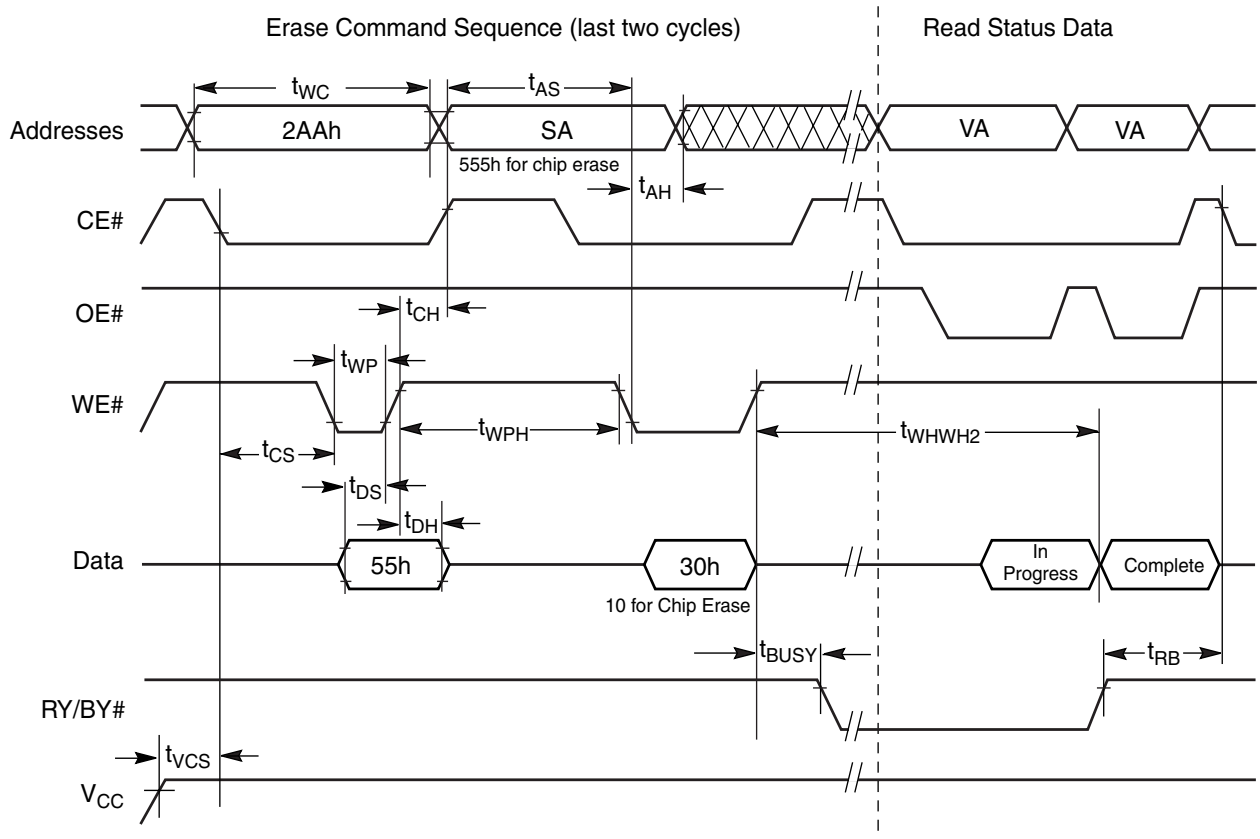 Erase Command Sequence (last two cycles)
Read Status Data
tWC
tAS
Addresses
2AAh
SA
VA
VA
555h for chip erase
tAH
CE#
OE#
tCH
tWP
WE#
tWPH
tWHWH2
tCS
tDS
tDH
Data
55h
30h
In
Progress
Complete
10 for Chip Erase
tBUSY
tRB
RY/BY#
tVCS
VCC